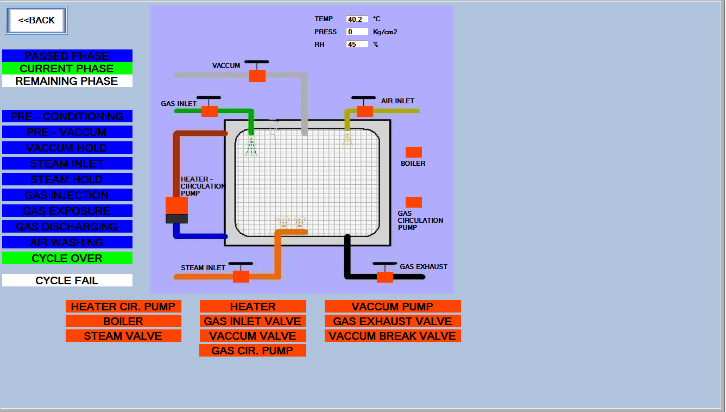 <<BACK
TEMP 40.2 °C
PRESS 0 Kg/cm2
RH 45 %
PASSED PHASE
CURRENT PHASE
REMAINING PHASE
VACCUM
GAS INLET
AIR INLET
PRE - CONDITIONING
PRE - VACCUM
VACCUM HOLD
STEAM INLET
STEAM HOLD
GAS INJECTION
GAS EXPOSURE
GAS DISCHARGING
AIR WASHING
CYCLE OVER
CYCLE FAIL
HEATER -
CIRCULATION
PUMP
BOILER
GAS
CIRCULATION
PUMP
STEAM INLET
GAS EXHAUST
HEATER CIR. PUMP
HEATER
VACCUM PUMP
BOILER
GAS INLET VALVE
GAS EXHAUST VALVE
STEAM VALVE
VACCUM VALVE
VACCUM BREAK VALVE
GAS CIR. PUMP